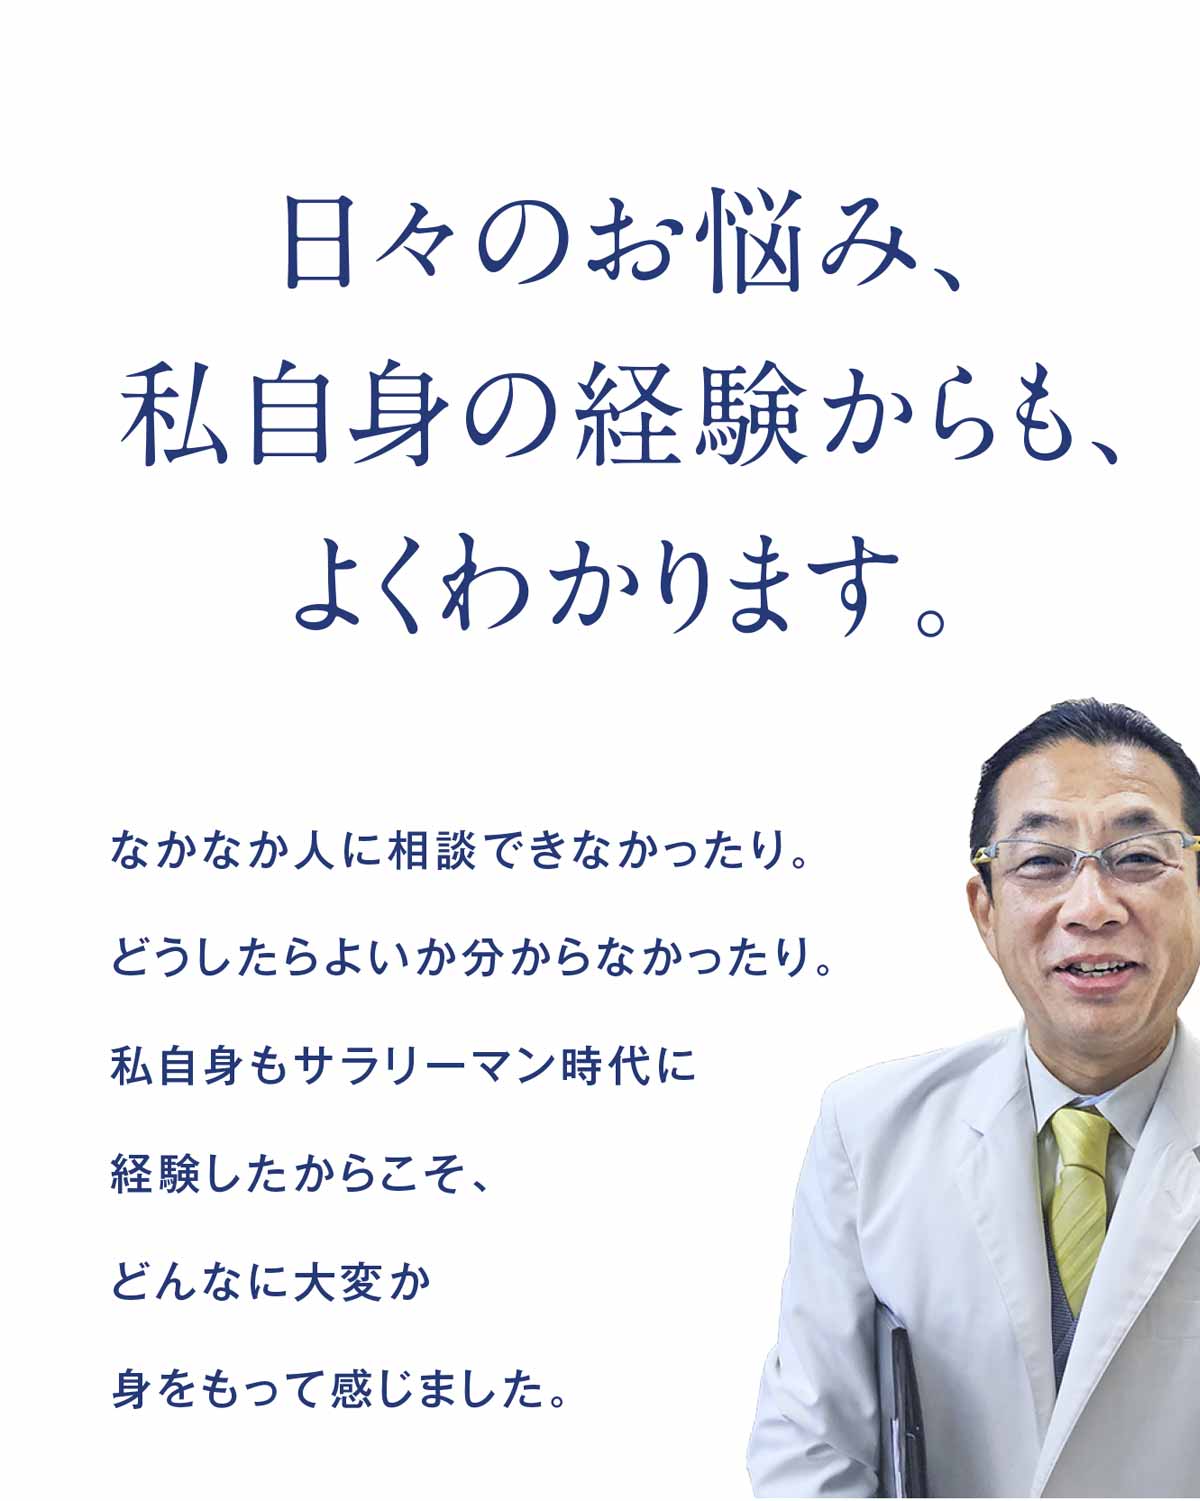 日々のお悩み、
私自身の経験からも、
よくわかります。
なかなか人に相談できなかったり。
どうしたらよいか分からなかったり。
私自身もサラリーマン時代に
経験したからこそ、
どんなに大変か
身をもって感じました。